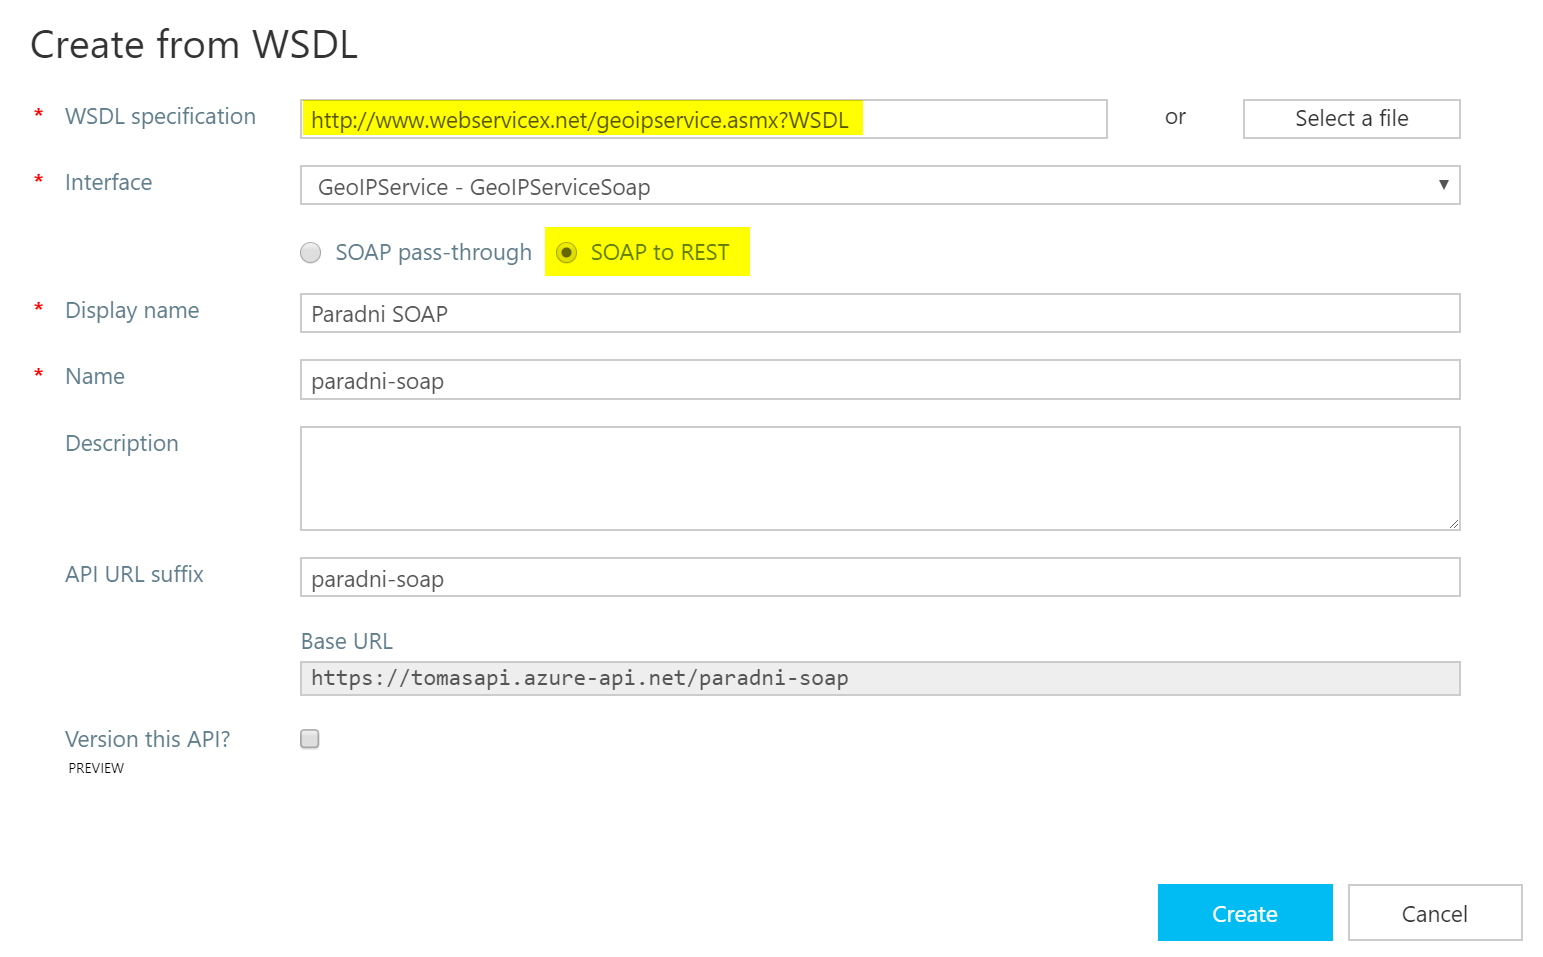 Create from WSDL
* WSDL specification http://www.webservicex.net/geoipservice.asmx?WSDL or Select a file
* Interface GeoIPService - GeoIPServiceSoap
SOAP pass-through SOAP to REST
* Display name Paradni SOAP
* Name paradni-soap
Description
API URL suffix paradni-soap
Base URL
https://tomasapi.azure-api.net/paradni-soap
Version this API?
PREVIEW
Create Cancel